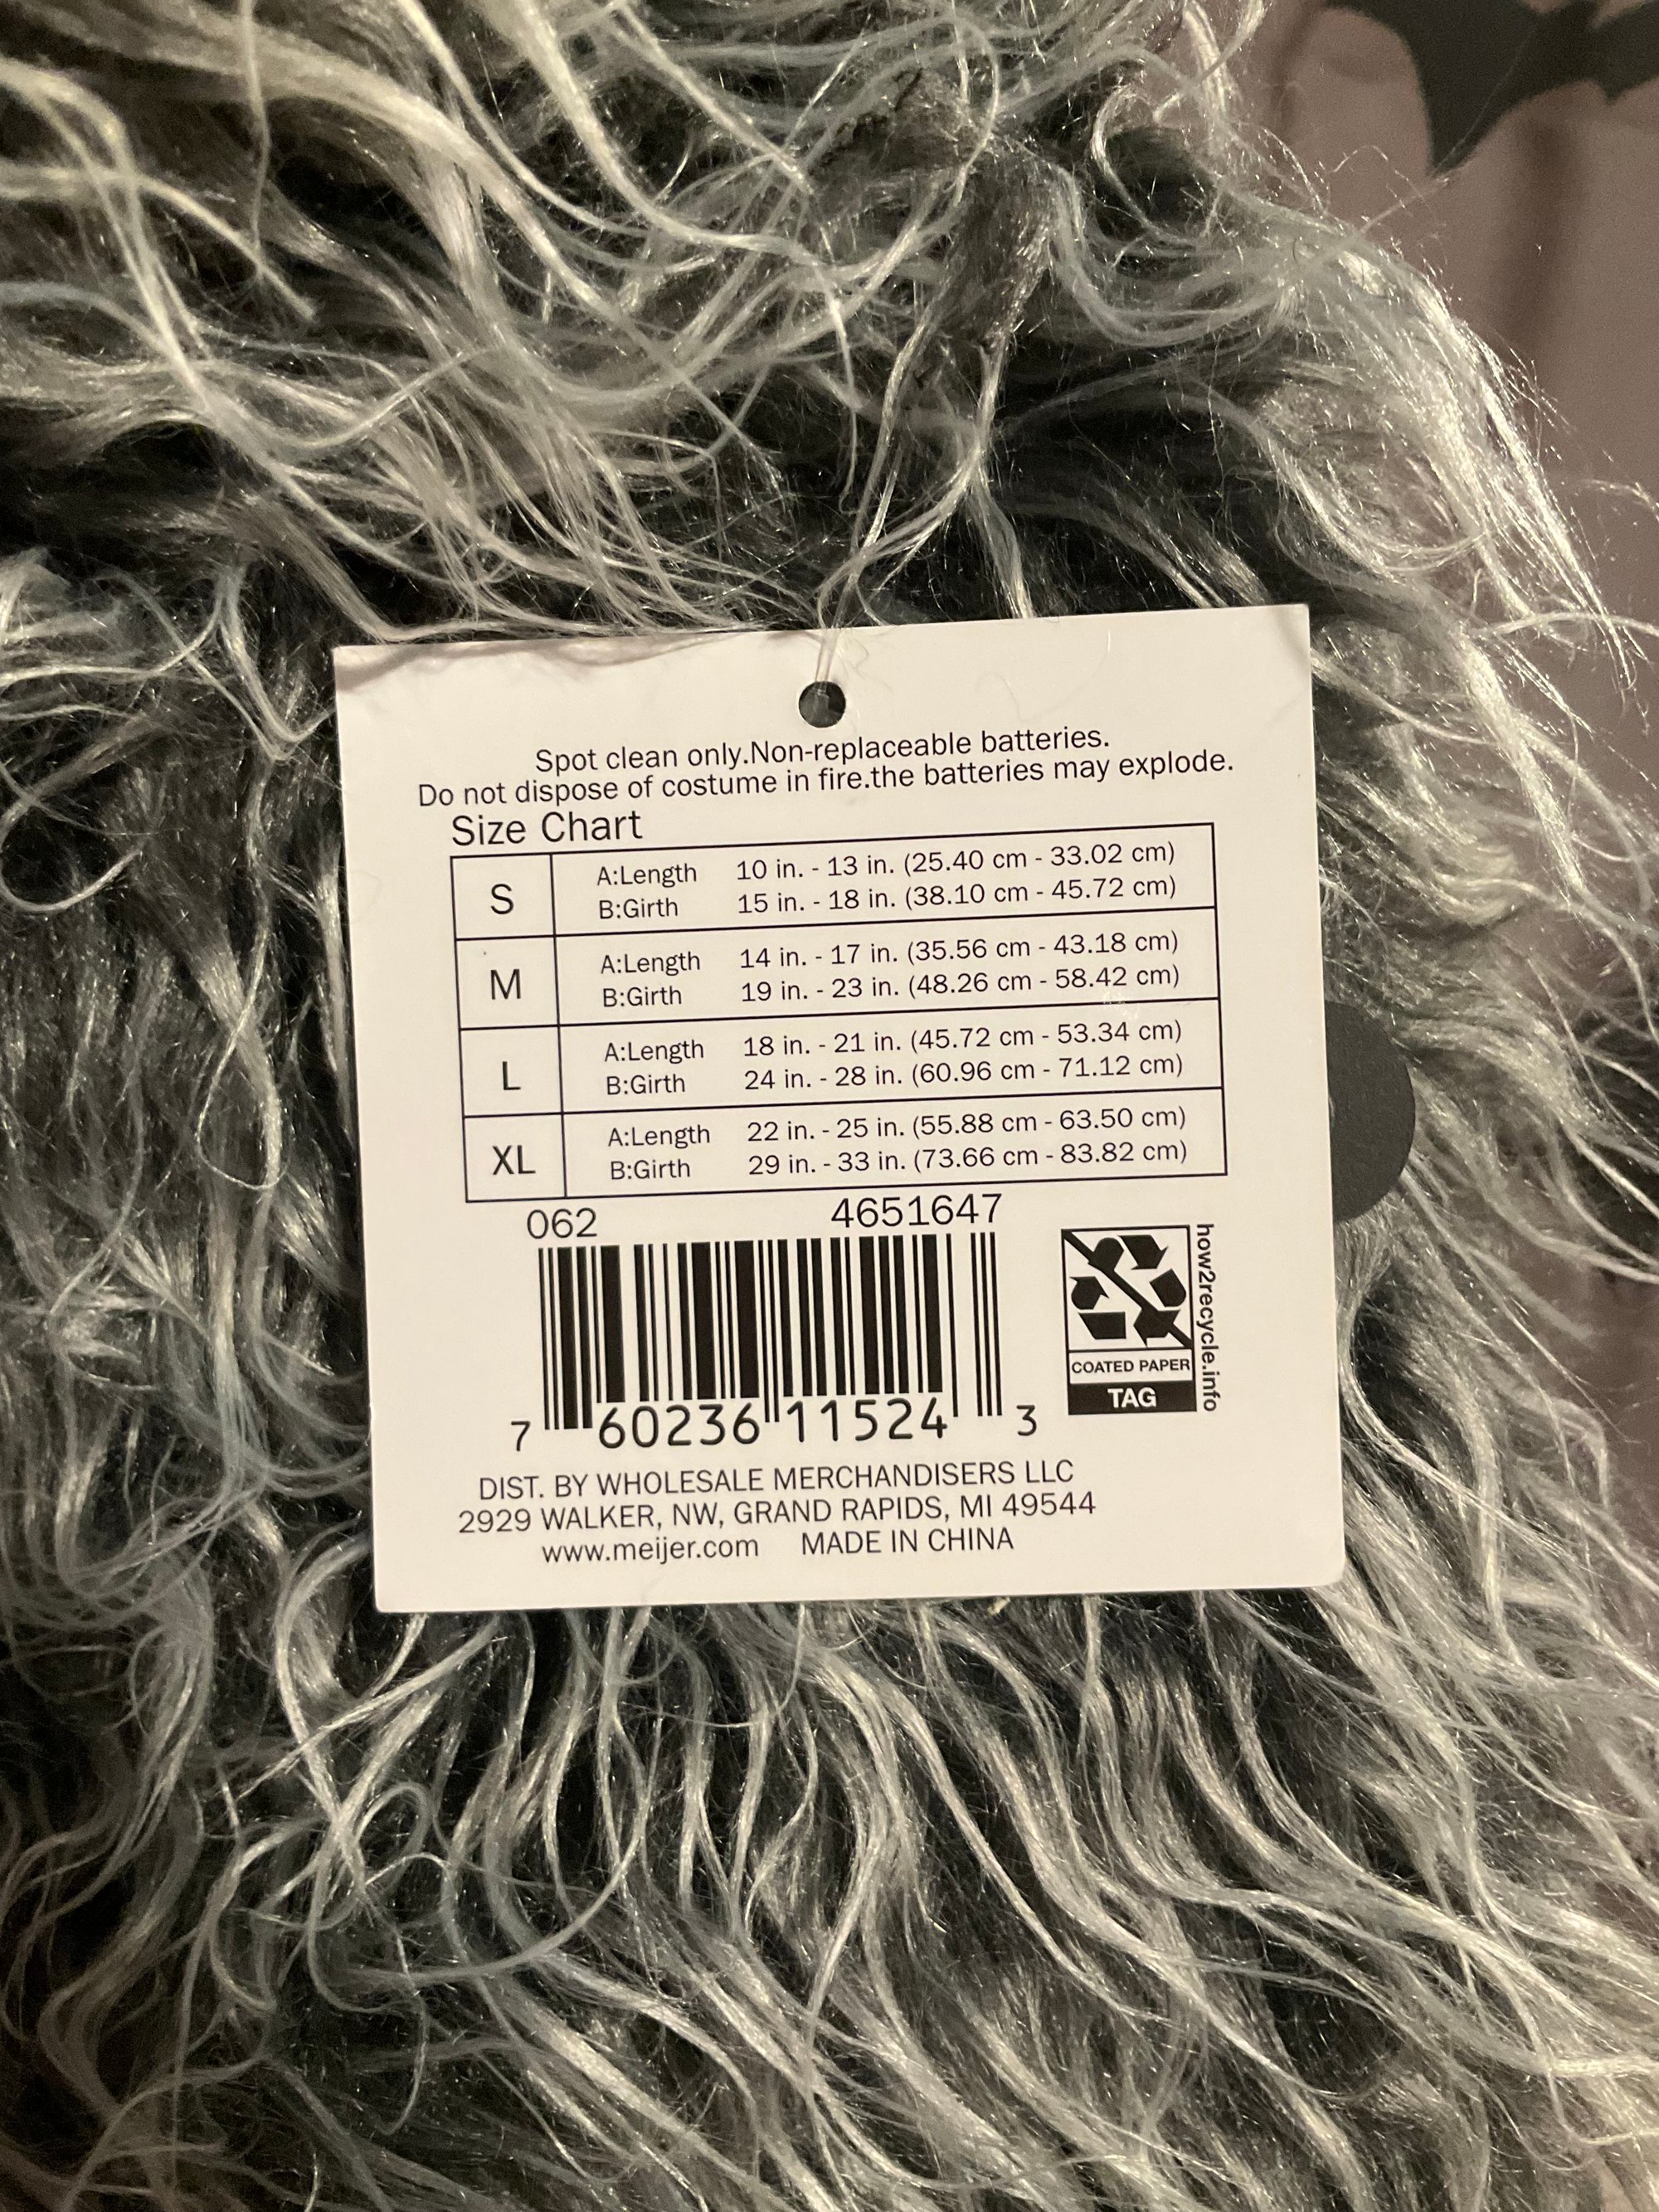 Spot clean only.Non-replaceable batteries.
Do not dispose of costume in fire.the batteries may explode.
Size Chart
S A:Length 10 in. - 13 in. (25.40 cm - 33.02 cm)
B:Girth 15 in. - 18 in. (38.10 cm - 45.72 cm)
M A:Length 14 in. - 17 in. (35.56 cm - 43.18 cm)
B:Girth 19 in. - 23 in. (48.26 cm - 58.42 cm)
L A:Length 18 in. - 21 in. (45.72 cm - 53.34 cm)
B:Girth 24 in. - 28 in. (60.96 cm - 71.12 cm)
XL A:Length 22 in. - 25 in. (55.88 cm - 63.50 cm)
B:Girth 29 in. - 33 in. (73.66 cm - 83.82 cm)
062 4651647
7 60236 11524 3
COATED PAPER
TAG
how2recycle.info
DIST. BY WHOLESALE MERCHANDISERS LLC
2929 WALKER, NW, GRAND RAPIDS, MI 49544
www.meijer.com MADE IN CHINA